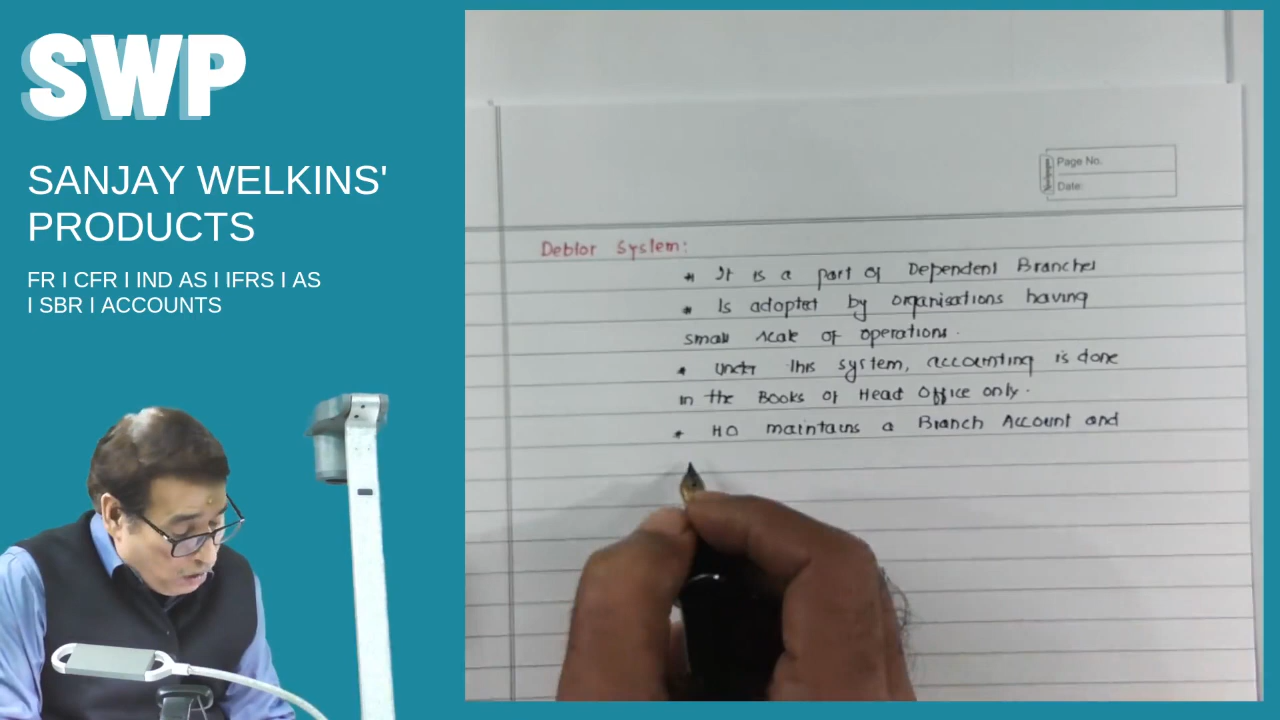 SWP
SANJAY WELKINS'
PRODUCTS
FR I CFR I IND AS I IFRS I AS
I SBR I ACCOUNTS
Page No.
Date:
Debtor System:
* It is a part of Dependent Branches
* Is adopted by organisations having
small scale of operations.
* Under this system, accounting is done
in the Books of Head Office only.
* HO maintains a Branch Account and